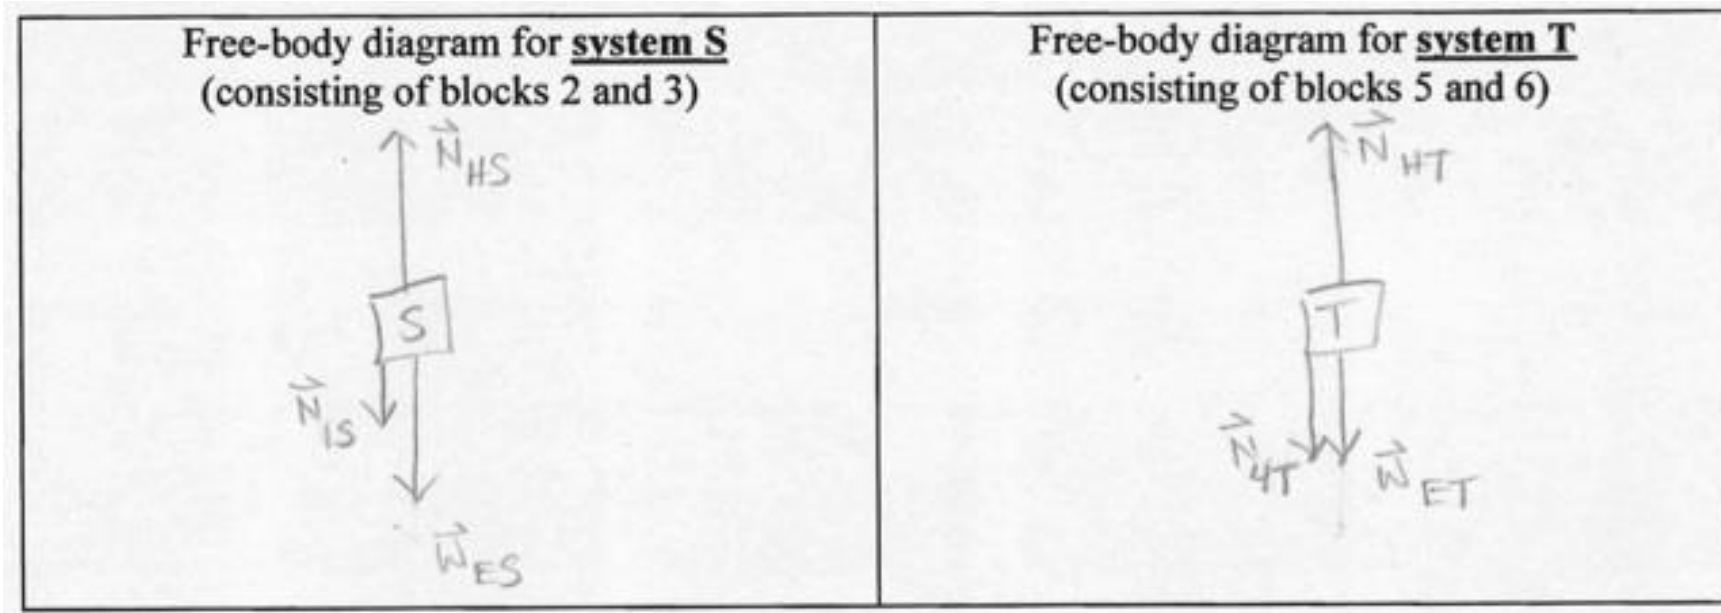 Free-body diagram for system S
(consisting of blocks 2 and 3)
N⃗HS
S
N⃗1S
W⃗ES
Free-body diagram for system T
(consisting of blocks 5 and 6)
N⃗HT
T
N⃗4T
W⃗ET